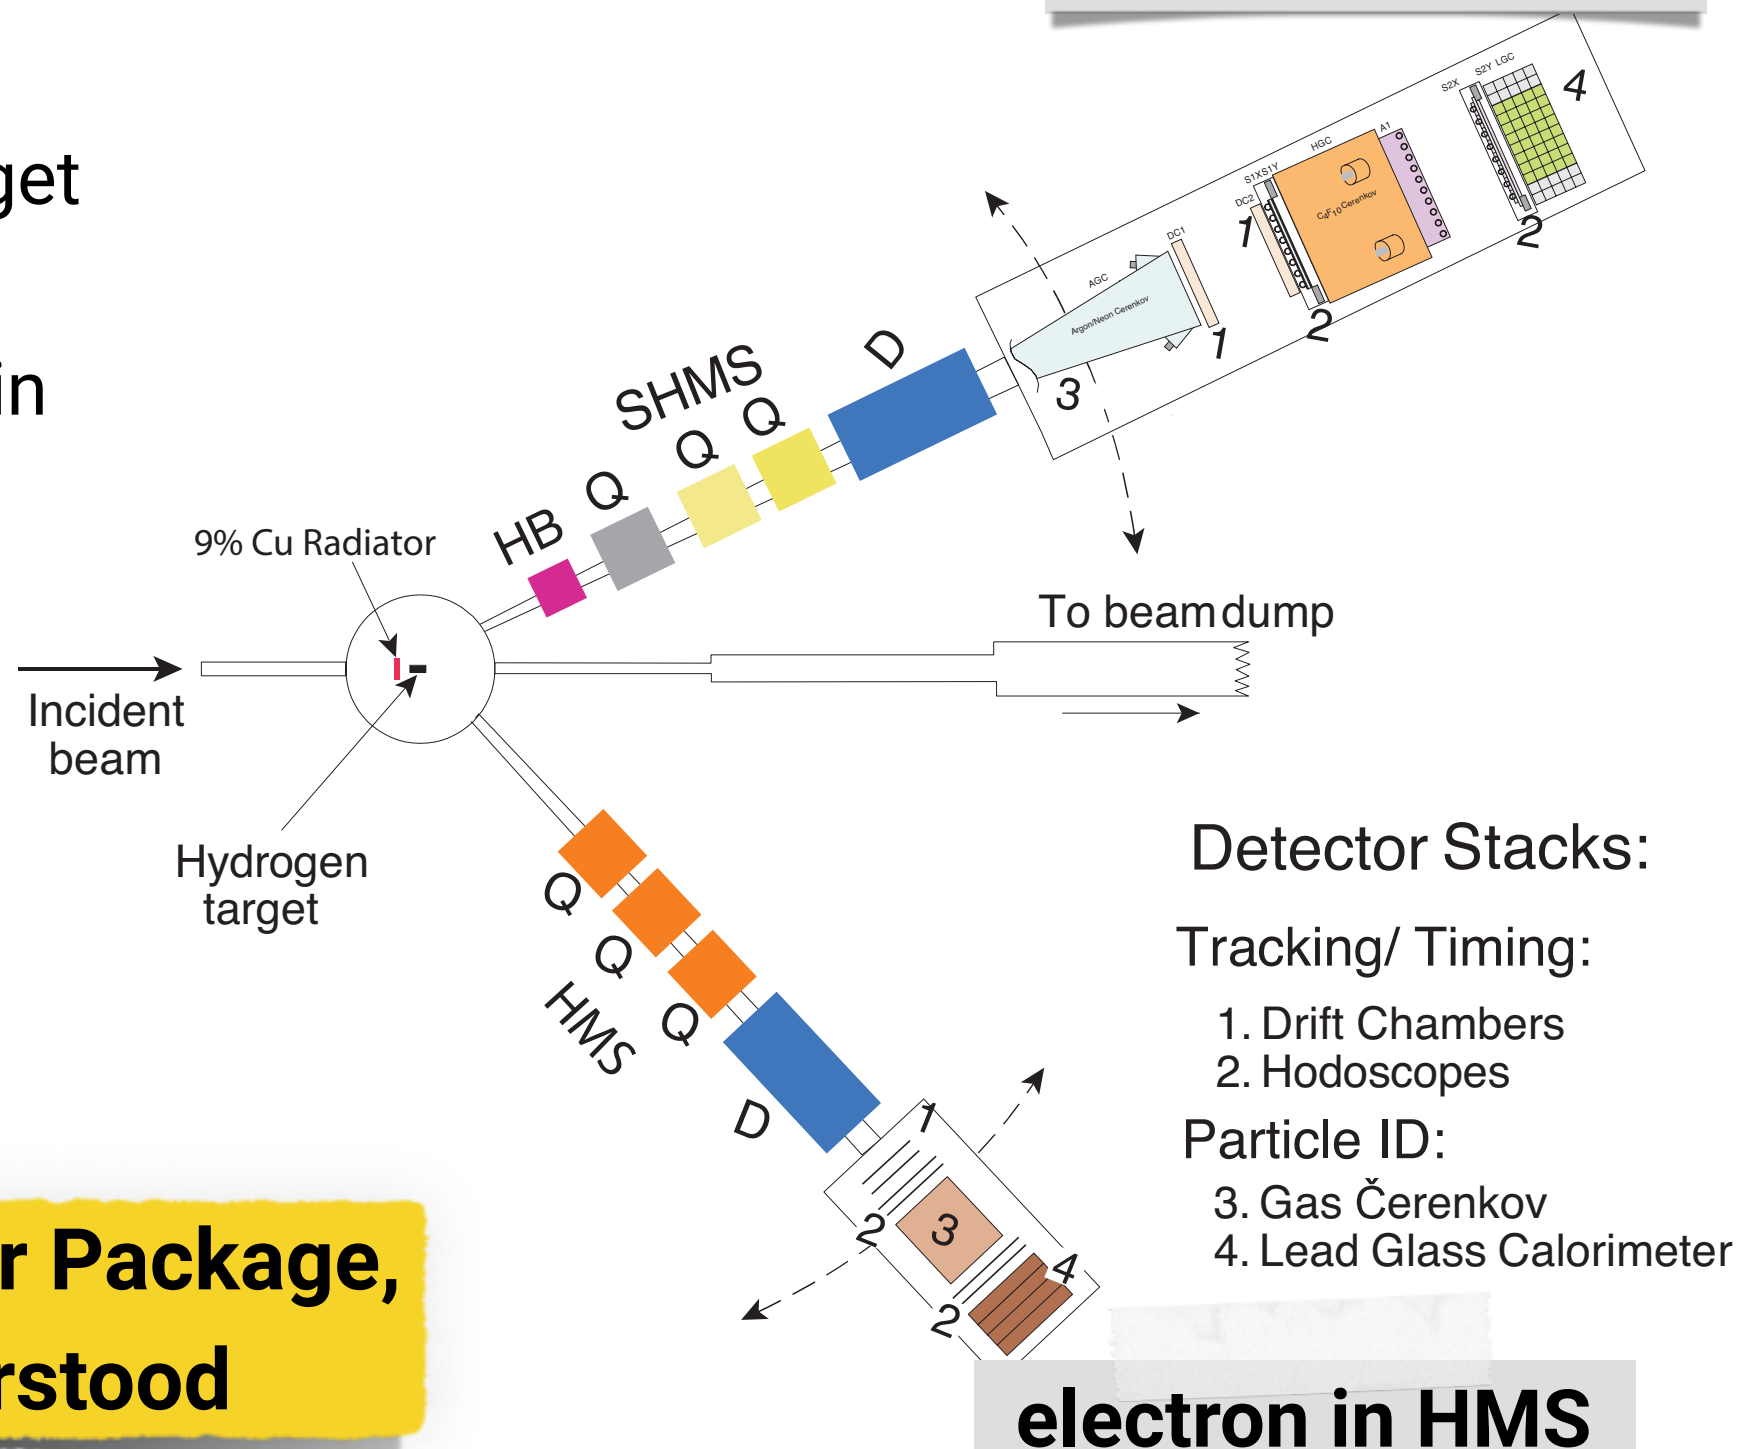 get
in
SHMS
HB
Q
Q
Q
D
AGC
Argon/Neon Cerenkov
3
DC1
1
DC2
1
S1XS1Y
2
HGC
C4F10 Cerenkov
A1
S2X
S2Y
LGC
4
2
9% Cu Radiator
Incident
beam
To beam dump
Hydrogen
target
Q
Q
Q
HMS
D
1
2
3
2
4
Detector Stacks:
Tracking/ Timing:
1. Drift Chambers
2. Hodoscopes
Particle ID:
3. Gas Čerenkov
4. Lead Glass Calorimeter
r Package,
rstood
electron in HMS